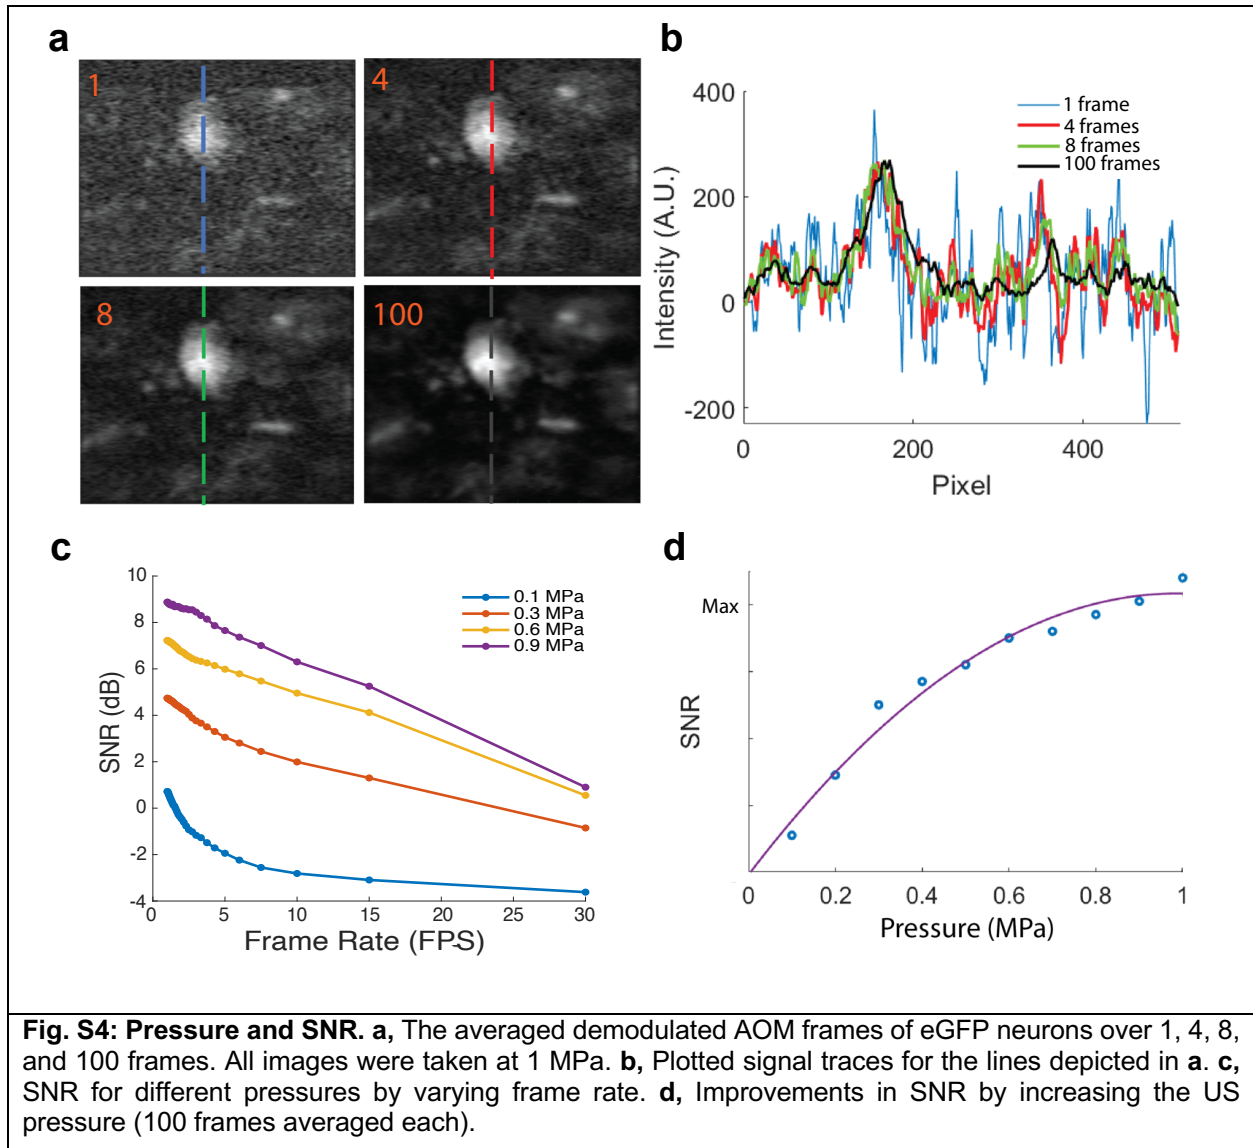 a
1
4
8
100
b
400
200
0
-200
Intensity (A.U.)
1 frame
4 frames
8 frames
100 frames
0
200
400
Pixel
c
10
8
6
4
2
0
-2
-4
SNR (dB)
0.1 MPa
0.3 MPa
0.6 MPa
0.9 MPa
0
5
10
15
20
25
30
Frame Rate (FPS)
d
Max
SNR
0
0.2
0.4
0.6
0.8
1
Pressure (MPa)
Fig. S4: Pressure and SNR. a, The averaged demodulated AOM frames of eGFP neurons over 1, 4, 8,
and 100 frames. All images were taken at 1 MPa. b, Plotted signal traces for the lines depicted in a. c,
SNR for different pressures by varying frame rate. d, Improvements in SNR by increasing the US
pressure (100 frames averaged each).